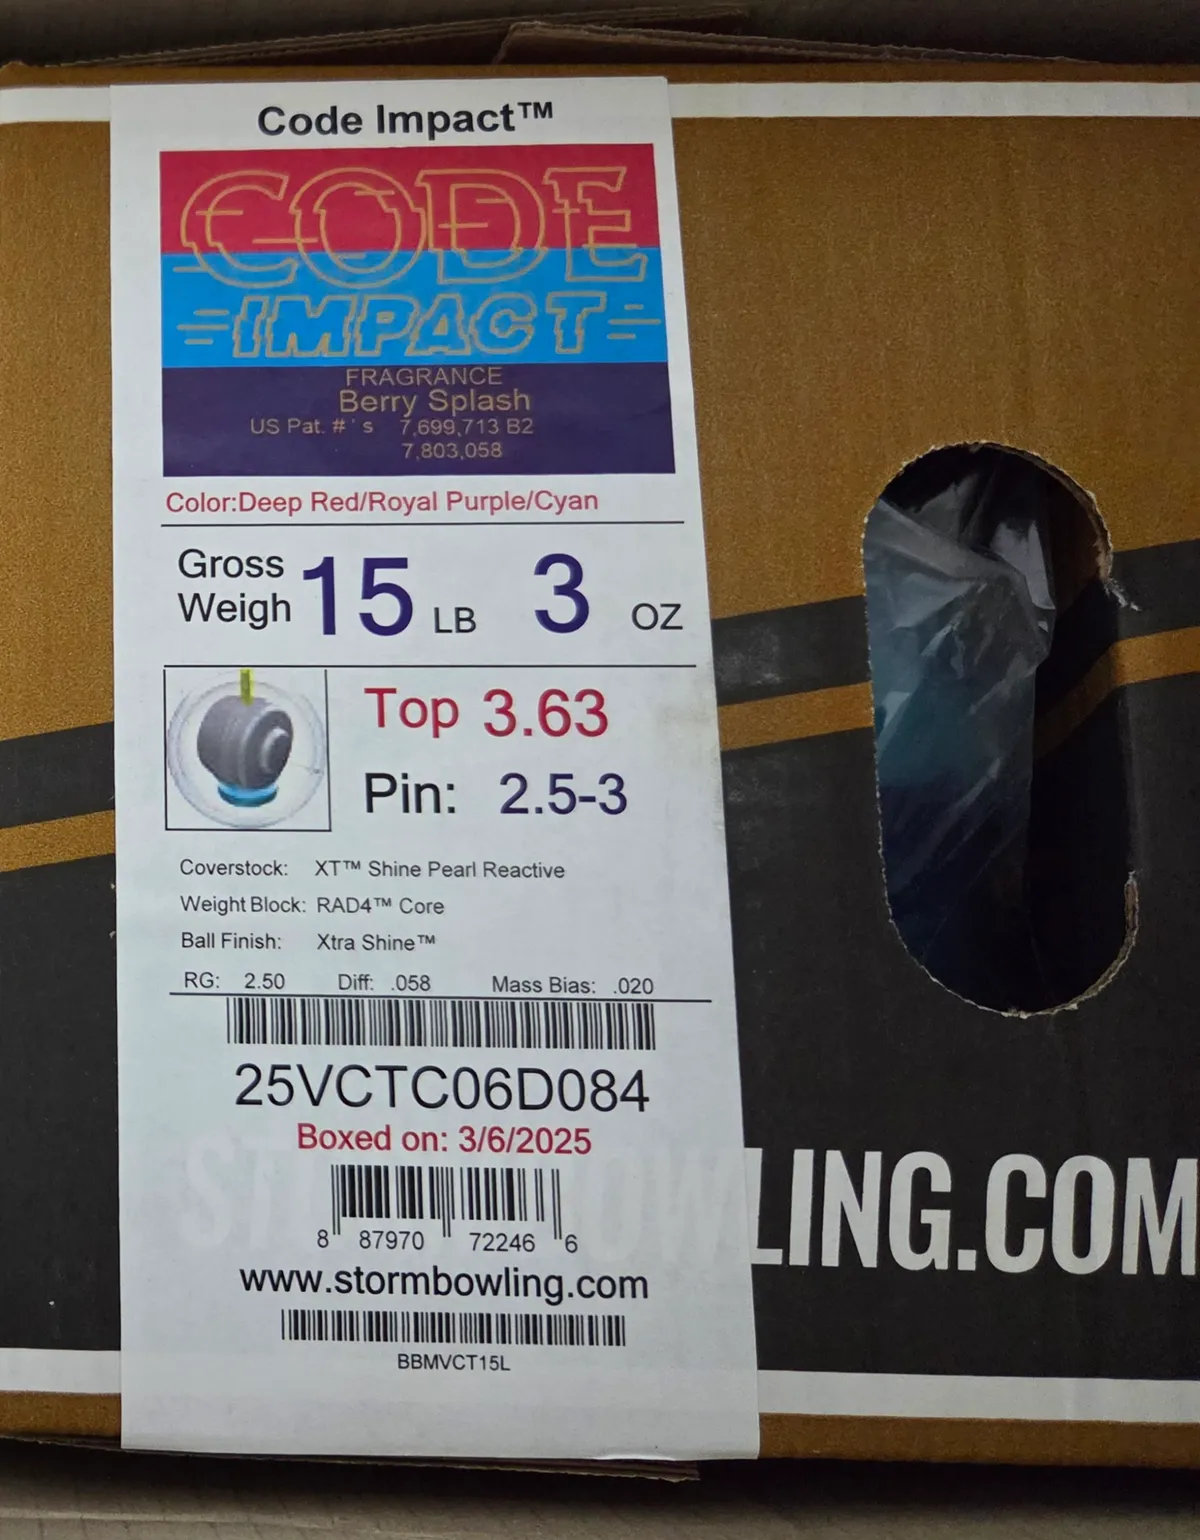 Code Impact™
CODE
IMPACT
FRAGRANCE
Berry Splash
US Pat. #'s 7,699,713 B2
7,803,058
Color:Deep Red/Royal Purple/Cyan
Gross
Weigh 15 LB 3 OZ
Top 3.63
Pin: 2.5-3
Coverstock: XT™ Shine Pearl Reactive
Weight Block: RAD4™ Core
Ball Finish: Xtra Shine™
RG: 2.50 Diff: .058 Mass Bias: .020
25VCTC06D084
Boxed on: 3/6/2025
8 87970 72246 6
www.stormbowling.com
BBMVCT15L
LING.COM